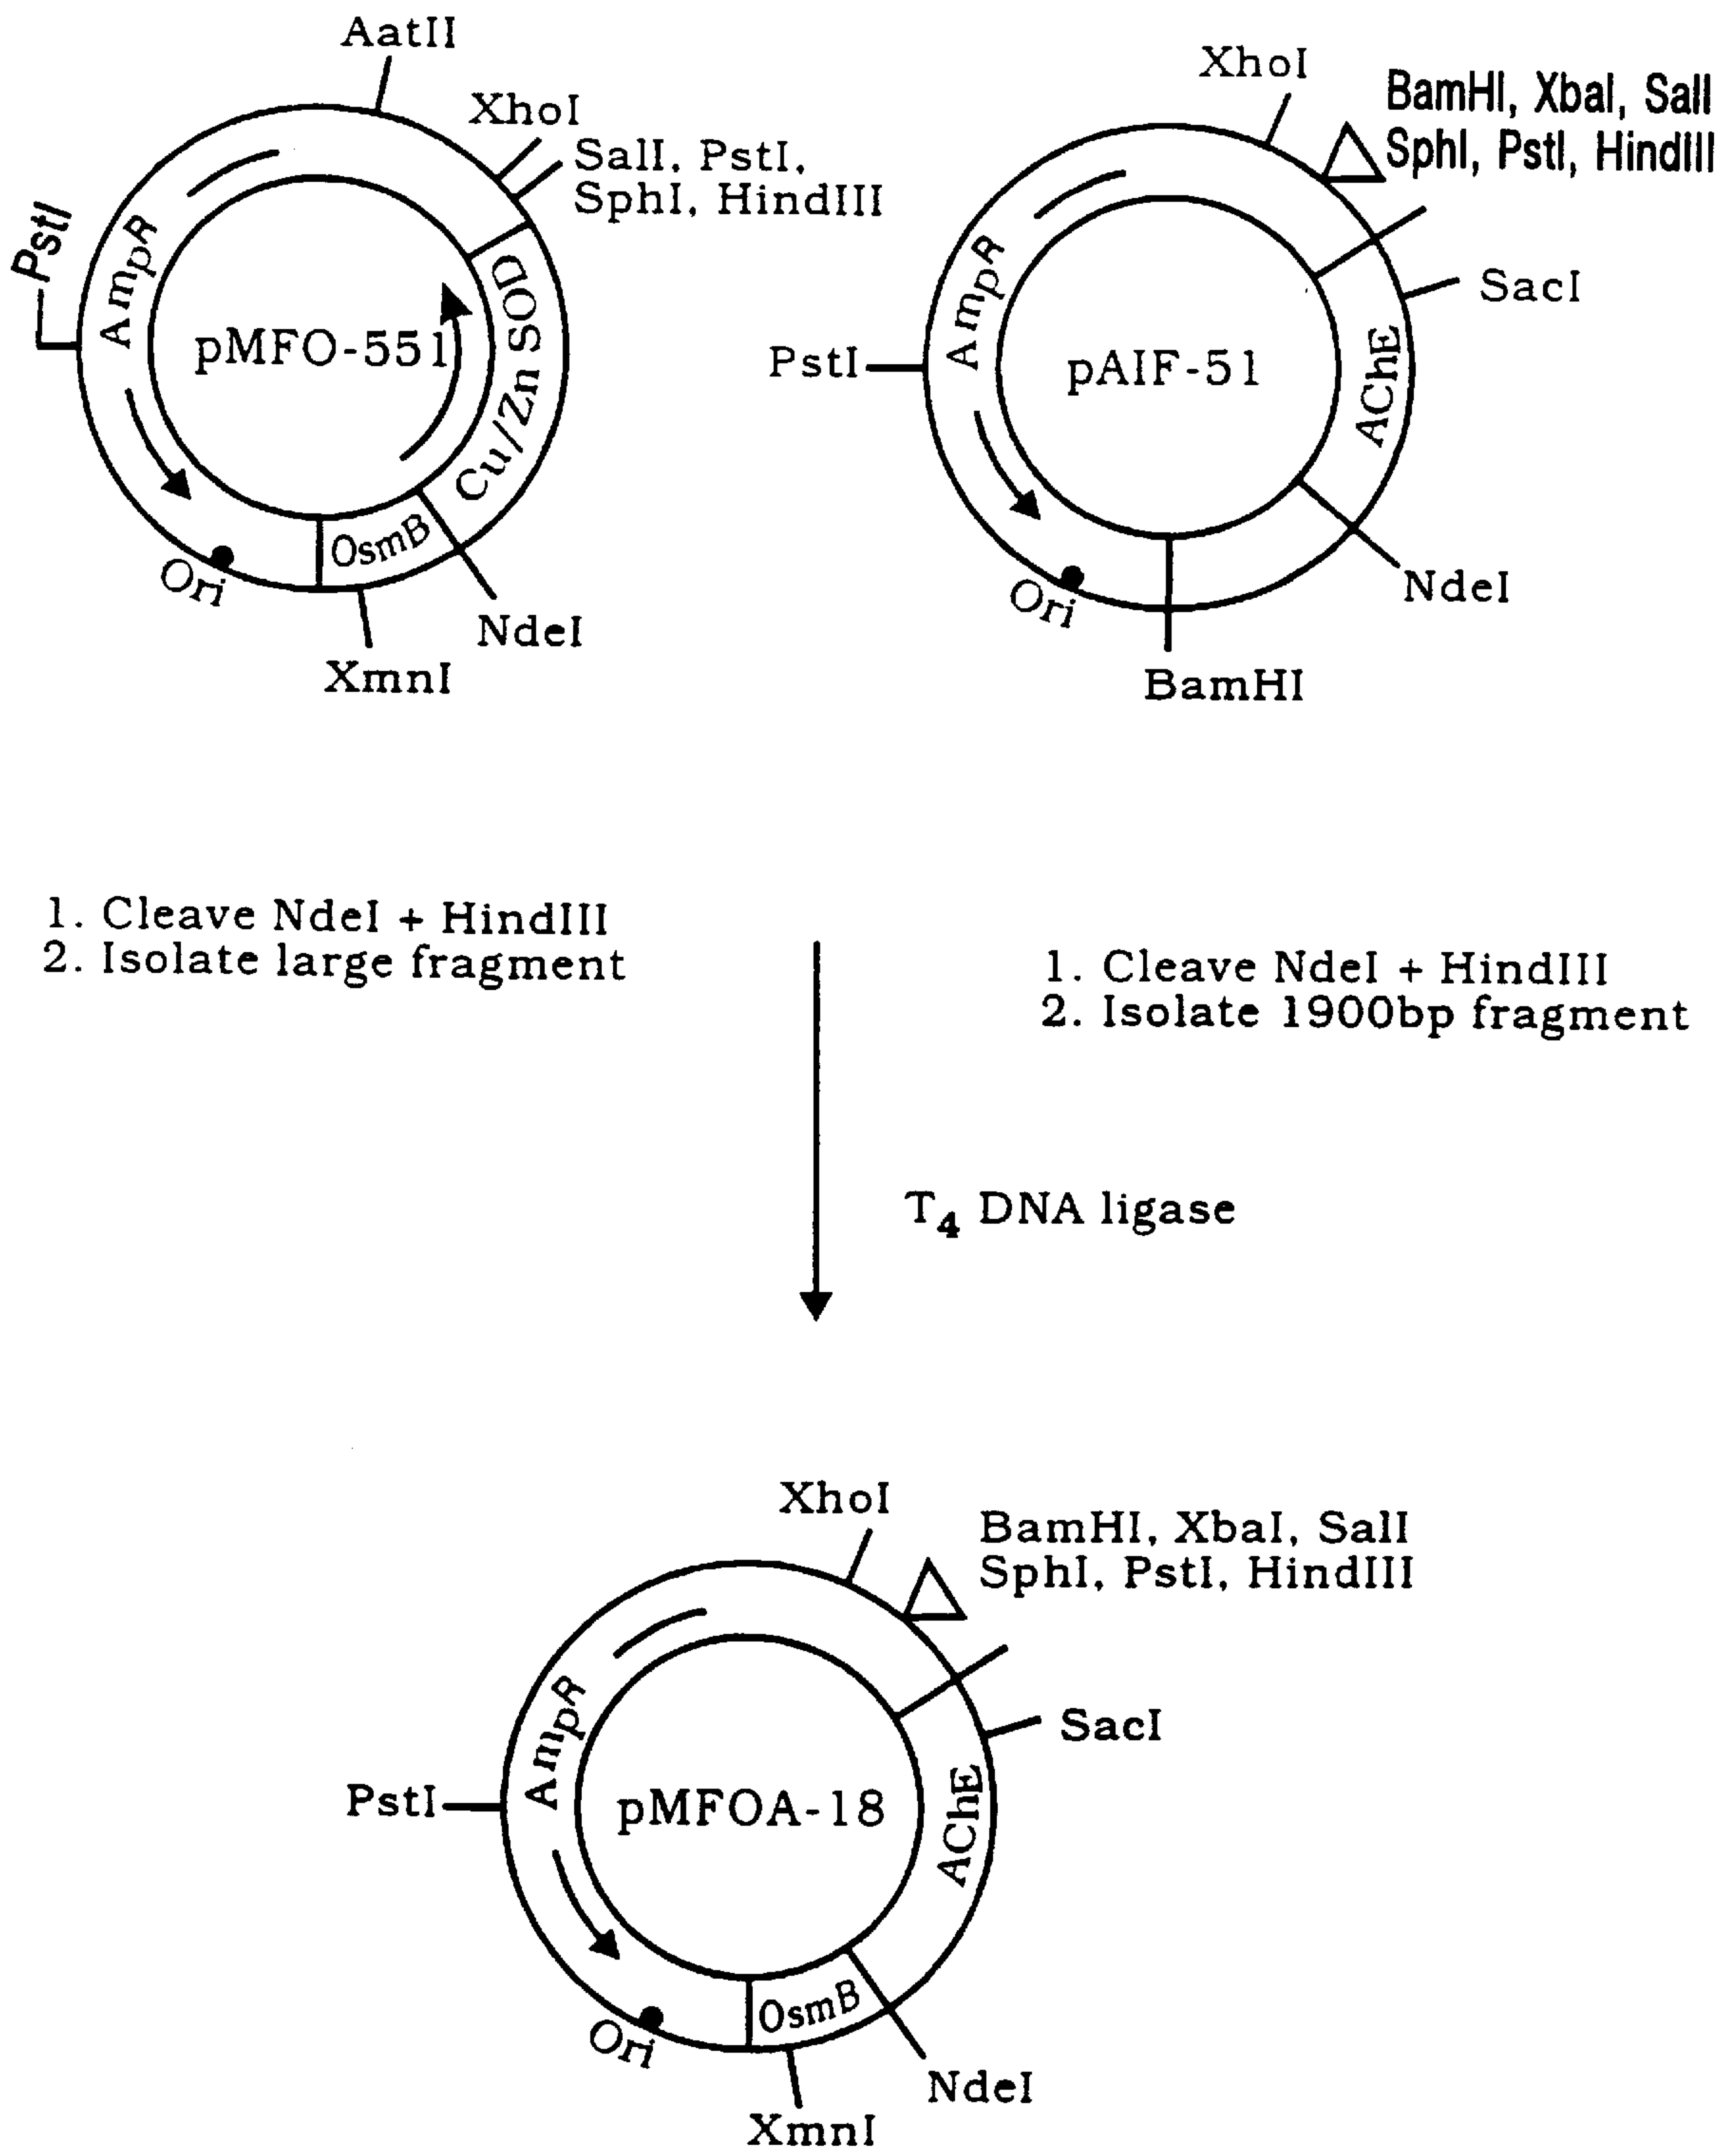 AatII
XhoI
SalI, PstI,
SphI, HindIII
PstI
AmpR
pMFO-551
Cu/Zn SOD
OsmB
Ori
NdeI
XmnI
XhoI
BamHI, XbaI, SalI
SphI, PstI, HindIII
SacI
AmpR
PstI
pAIF-51
AChE
Ori
NdeI
BamHI
1. Cleave NdeI + HindIII
2. Isolate large fragment
1. Cleave NdeI + HindIII
2. Isolate 1900bp fragment
T4 DNA ligase
XhoI
BamHI, XbaI, SalI
SphI, PstI, HindIII
SacI
AmpR
PstI
pMFOA-18
AChE
OsmB
Ori
NdeI
XmnI